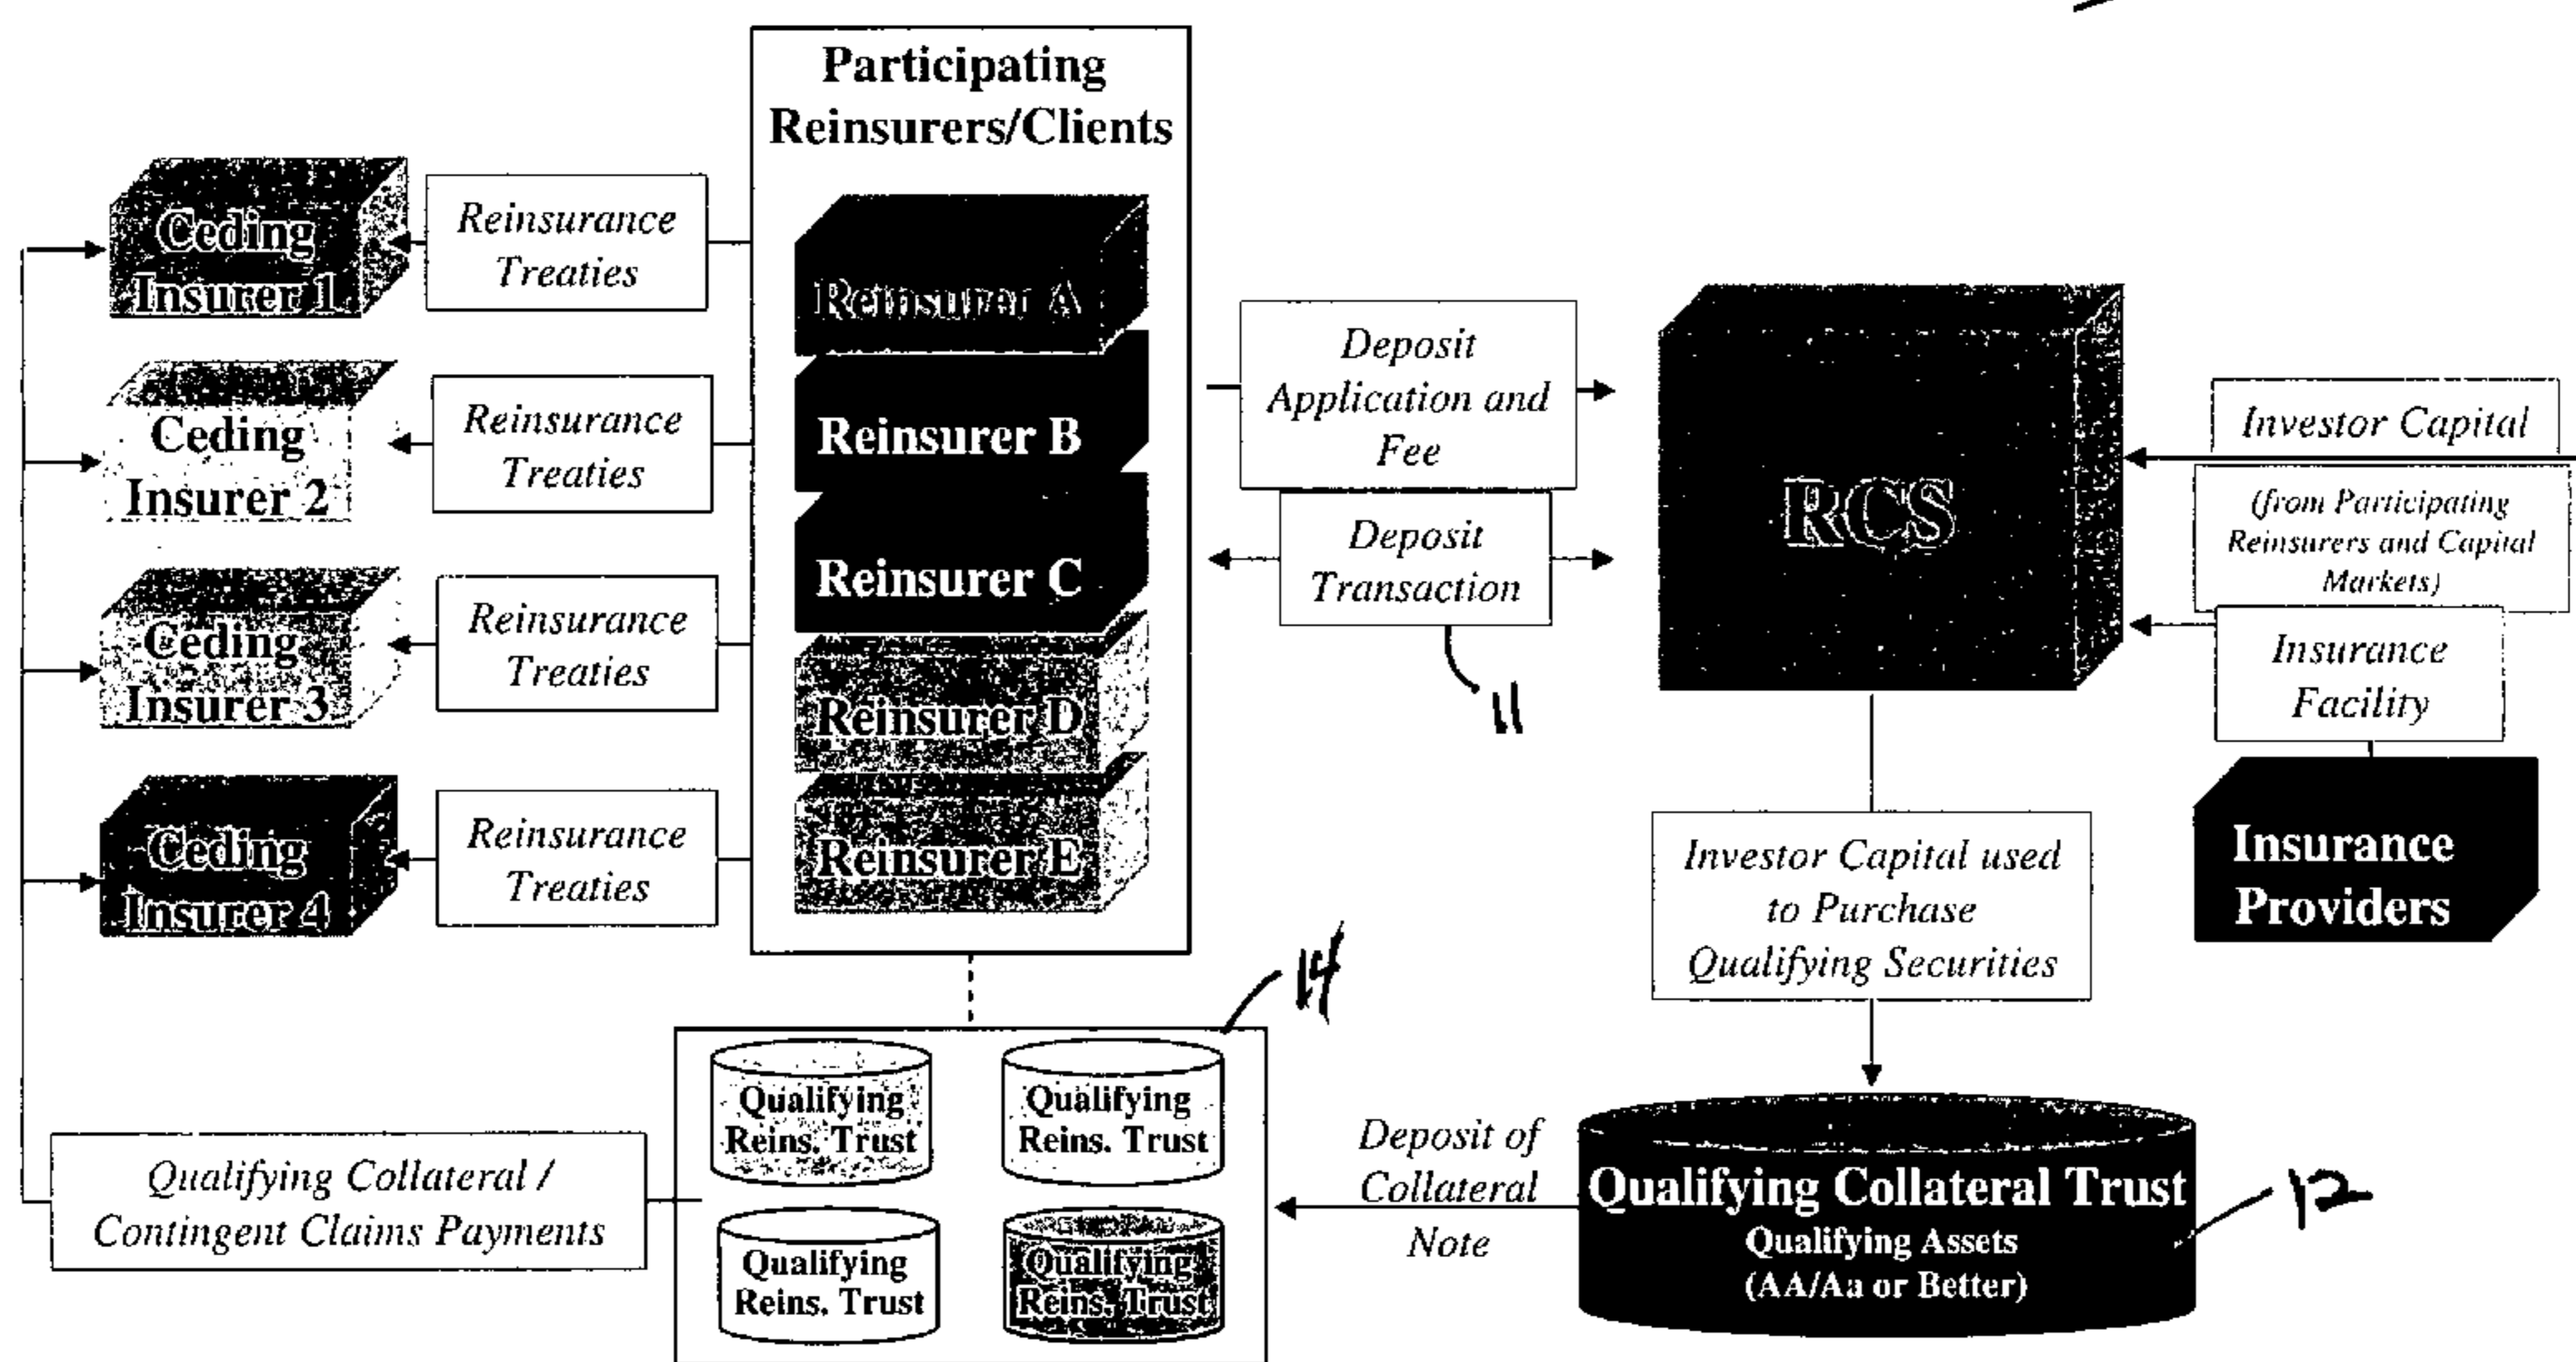 Participating
Reinsurers/Clients
Ceding
Insurer 1
Reinsurance
Treaties
Ceding
Insurer 2
Reinsurance
Treaties
Ceding
Insurer 3
Reinsurance
Treaties
Ceding
Insurer 4
Reinsurance
Treaties
Reinsurer A
Reinsurer B
Reinsurer C
Reinsurer D
Reinsurer E
Deposit
Application and
Fee
Deposit
Transaction
11
RCS
Investor Capital
(from Participating
Reinsurers and Capital
Markets)
Insurance
Facility
Insurance
Providers
Investor Capital used
to Purchase
Qualifying Securities
14
Qualifying
Reins. Trust
Qualifying
Reins. Trust
Qualifying
Reins. Trust
Qualifying
Reins. Trust
Qualifying Collateral /
Contingent Claims Payments
Deposit of
Collateral
Note
Qualifying Collateral Trust
Qualifying Assets
(AA/Aa or Better)
12